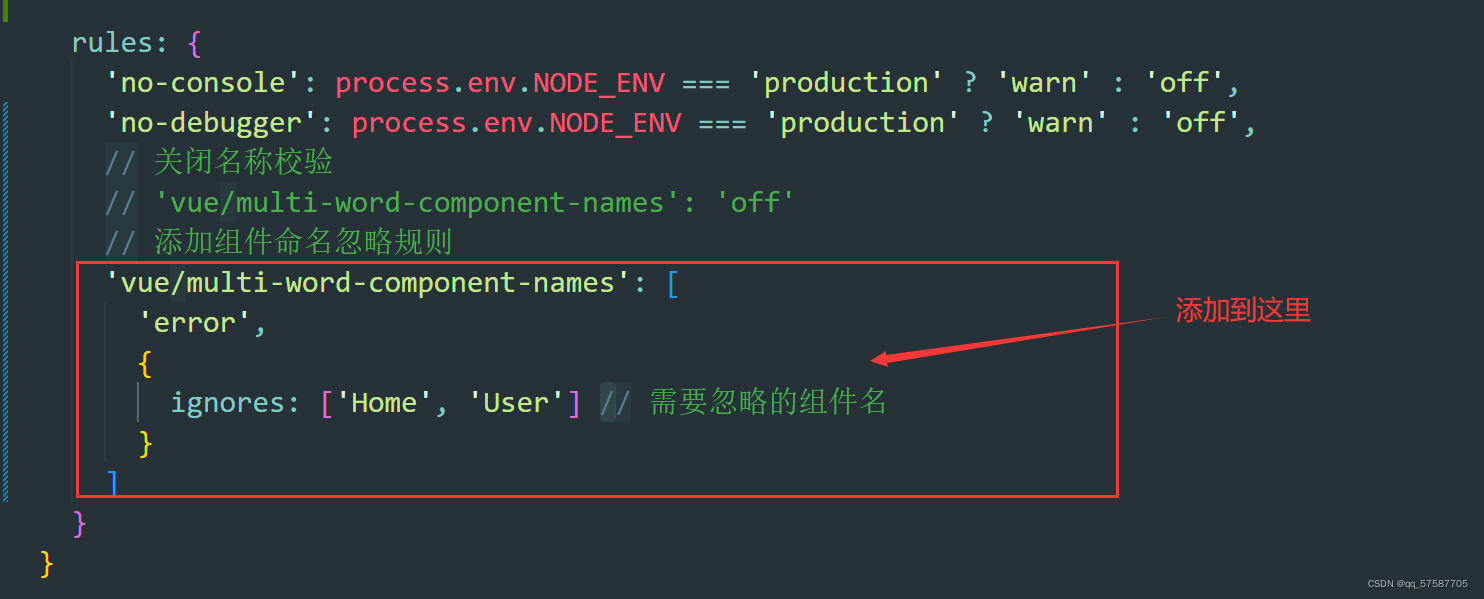 rules: {
'no-console': process.env.NODE_ENV === 'production' ? 'warn' : 'off',
'no-debugger': process.env.NODE_ENV === 'production' ? 'warn' : 'off',
// 关闭名称校验
// 'vue/multi-word-component-names': 'off'
// 添加组件命名忽略规则
'vue/multi-word-component-names': [
'error',
{
添加到这里
ignores: ['Home', 'User'] // 需要忽略的组件名
}
]
}
}
CSDN @qq_57587705